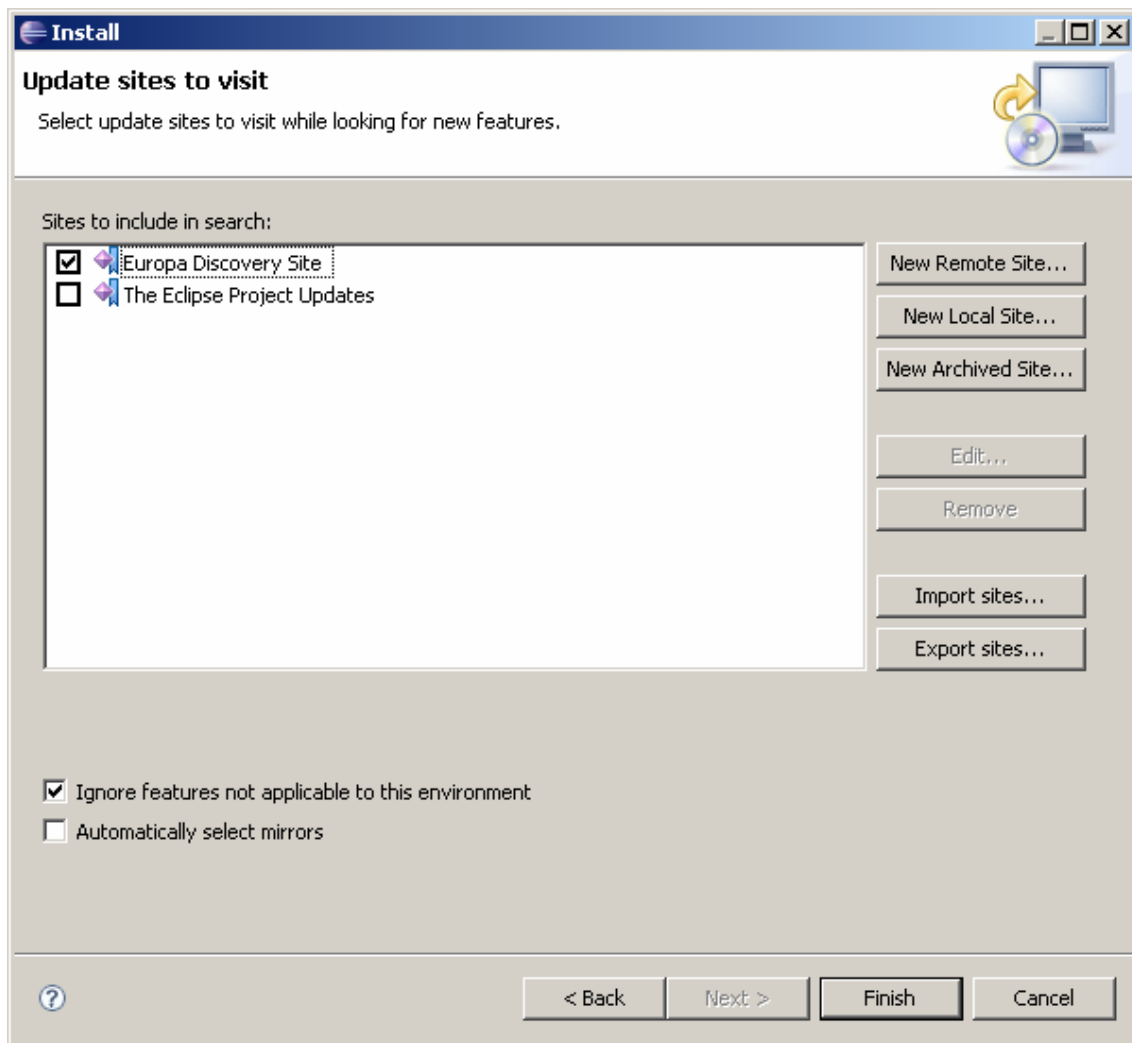 Install
Update sites to visit
Select update sites to visit while looking for new features.
Sites to include in search:
Europa Discovery Site
The Eclipse Project Updates
New Remote Site...
New Local Site...
New Archived Site...
Edit...
Remove
Import sites...
Export sites...
Ignore features not applicable to this environment
Automatically select mirrors
?
< Back
Next >
Finish
Cancel